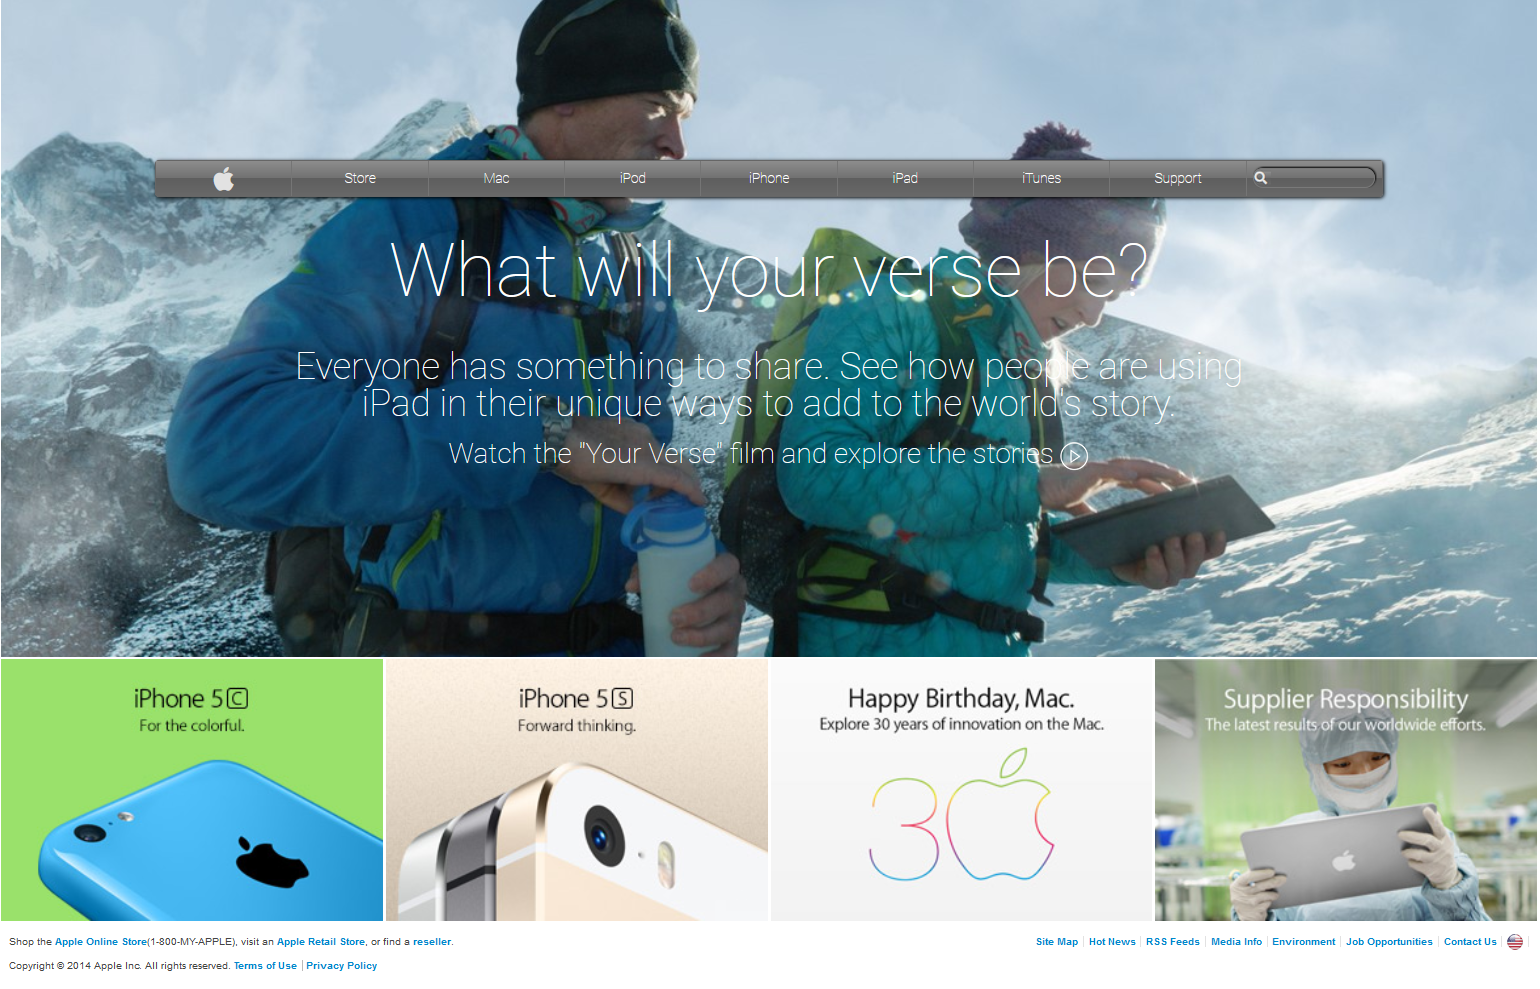 Store Mac iPod iPhone iPad iTunes Support
What will your verse be?
Everyone has something to share. See how people are using
iPad in their unique ways to add to the world's story.
Watch the "Your Verse" film and explore the stories
iPhone 5C
For the colorful.
iPhone 5S
Forward thinking.
Happy Birthday, Mac.
Explore 30 years of innovation on the Mac.
30
Supplier Responsibility
The latest results of our worldwide efforts.
Shop the Apple Online Store(1-800-MY-APPLE), visit an Apple Retail Store, or find a reseller.
Site Map | Hot News | RSS Feeds | Media Info | Environment | Job Opportunities | Contact Us |
Copyright © 2014 Apple Inc. All rights reserved. Terms of Use | Privacy Policy